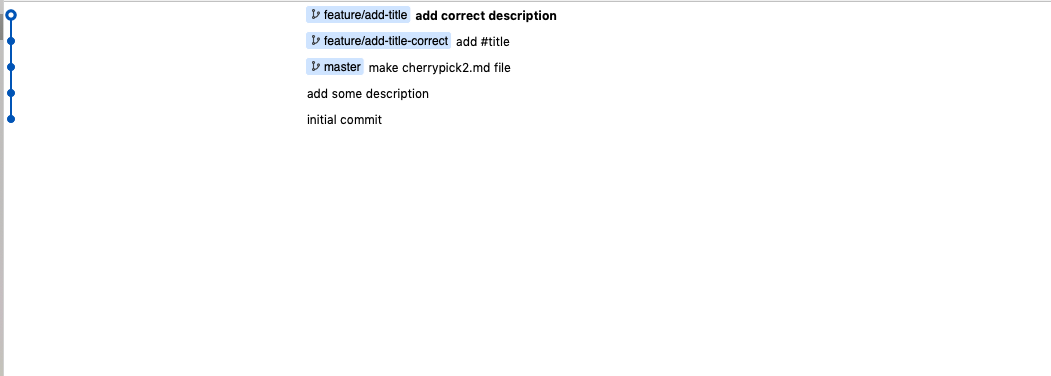 feature/add-title add correct description
feature/add-title-correct add #title
master make cherrypick2.md file
add some description
initial commit